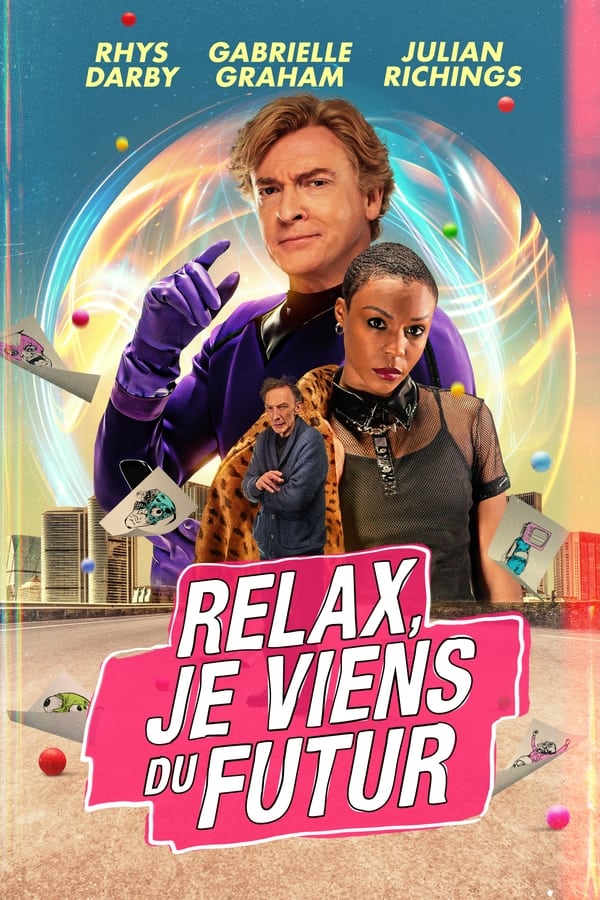 RHYS GABRIELLE JULIAN
DARBY GRAHAM RICHINGS
RELAX,
JE VIENS
DU FUTUR